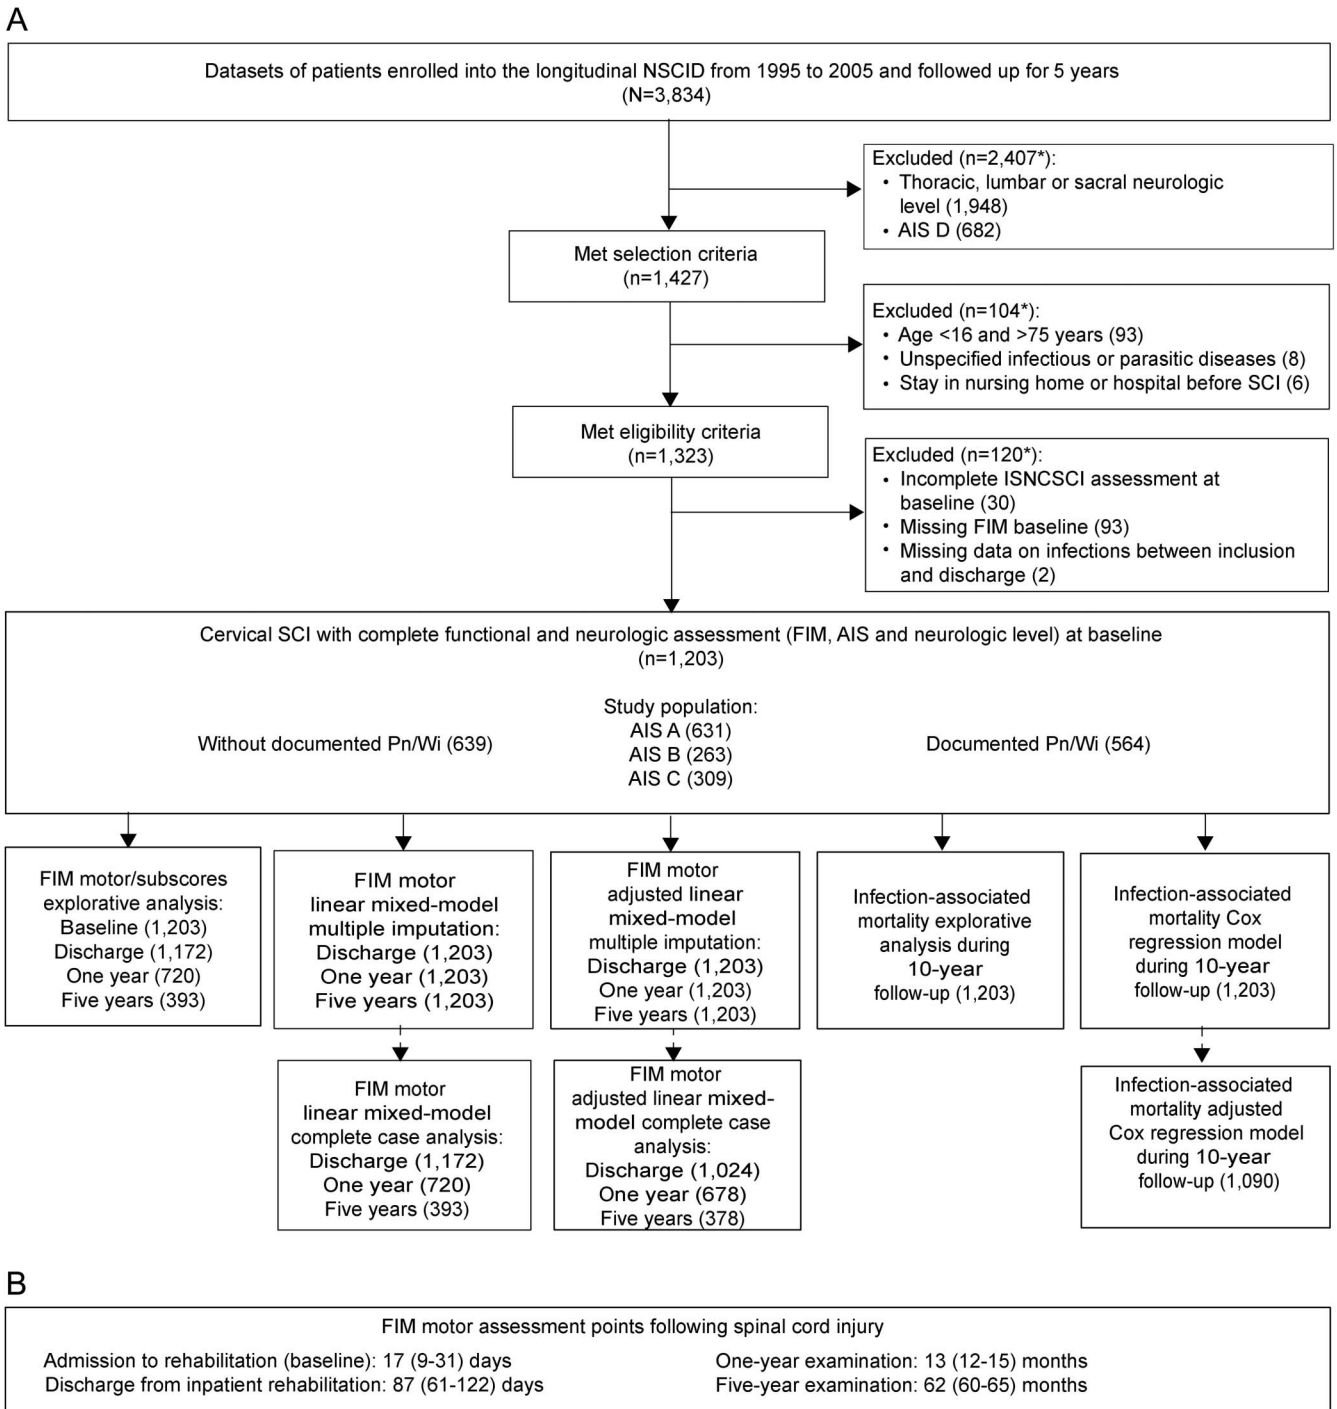 A
Datasets of patients enrolled into the longitudinal NSCID from 1995 to 2005 and followed up for 5 years
(N=3,834)
Excluded (n=2,407*):
• Thoracic, lumbar or sacral neurologic
level (1,948)
• AIS D (682)
Met selection criteria
(n=1,427)
Excluded (n=104*):
• Age <16 and >75 years (93)
• Unspecified infectious or parasitic diseases (8)
• Stay in nursing home or hospital before SCI (6)
Met eligibility criteria
(n=1,323)
Excluded (n=120*):
• Incomplete ISNCSCI assessment at
baseline (30)
• Missing FIM baseline (93)
• Missing data on infections between inclusion
and discharge (2)
Cervical SCI with complete functional and neurologic assessment (FIM, AIS and neurologic level) at baseline
(n=1,203)
Study population:
AIS A (631)
AIS B (263)
AIS C (309)
Without documented Pn/Wi (639)
Documented Pn/Wi (564)
FIM motor/subscores
explorative analysis:
Baseline (1,203)
Discharge (1,172)
One year (720)
Five years (393)
FIM motor
linear mixed-model
multiple imputation:
Discharge (1,203)
One year (1,203)
Five years (1,203)
FIM motor
adjusted linear
mixed-model
multiple imputation:
Discharge (1,203)
One year (1,203)
Five years (1,203)
Infection-associated
mortality explorative
analysis during
10-year
follow-up (1,203)
Infection-associated
mortality Cox
regression model
during 10-year
follow-up (1,203)
FIM motor
linear mixed-model
complete case analysis:
Discharge (1,172)
One year (720)
Five years (393)
FIM motor
adjusted linear mixed-
model complete case
analysis:
Discharge (1,024)
One year (678)
Five years (378)
Infection-associated
mortality adjusted
Cox regression model
during 10-year
follow-up (1,090)
B
FIM motor assessment points following spinal cord injury
Admission to rehabilitation (baseline): 17 (9-31) days
Discharge from inpatient rehabilitation: 87 (61-122) days
One-year examination: 13 (12-15) months
Five-year examination: 62 (60-65) months